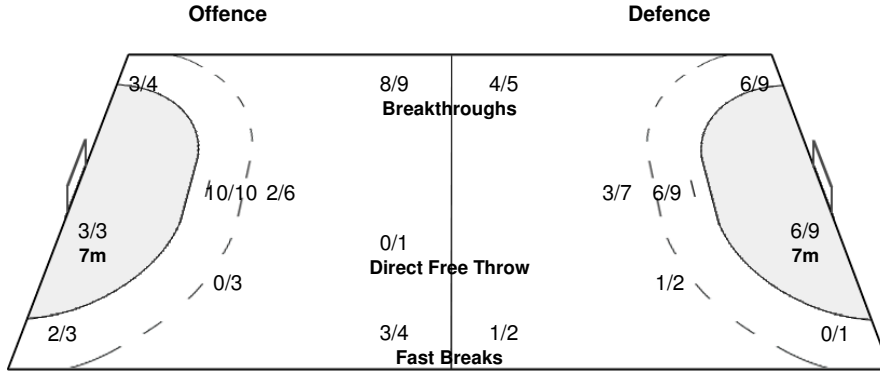 Offence Defence
3/4 8/9 4/5 6/9
Breakthroughs
10/10 2/6 3/7 6/9
3/3 6/9
7m 7m
0/1
Direct Free Throw
0/3 1/2
2/3 3/4 1/2 0/1
Fast Breaks